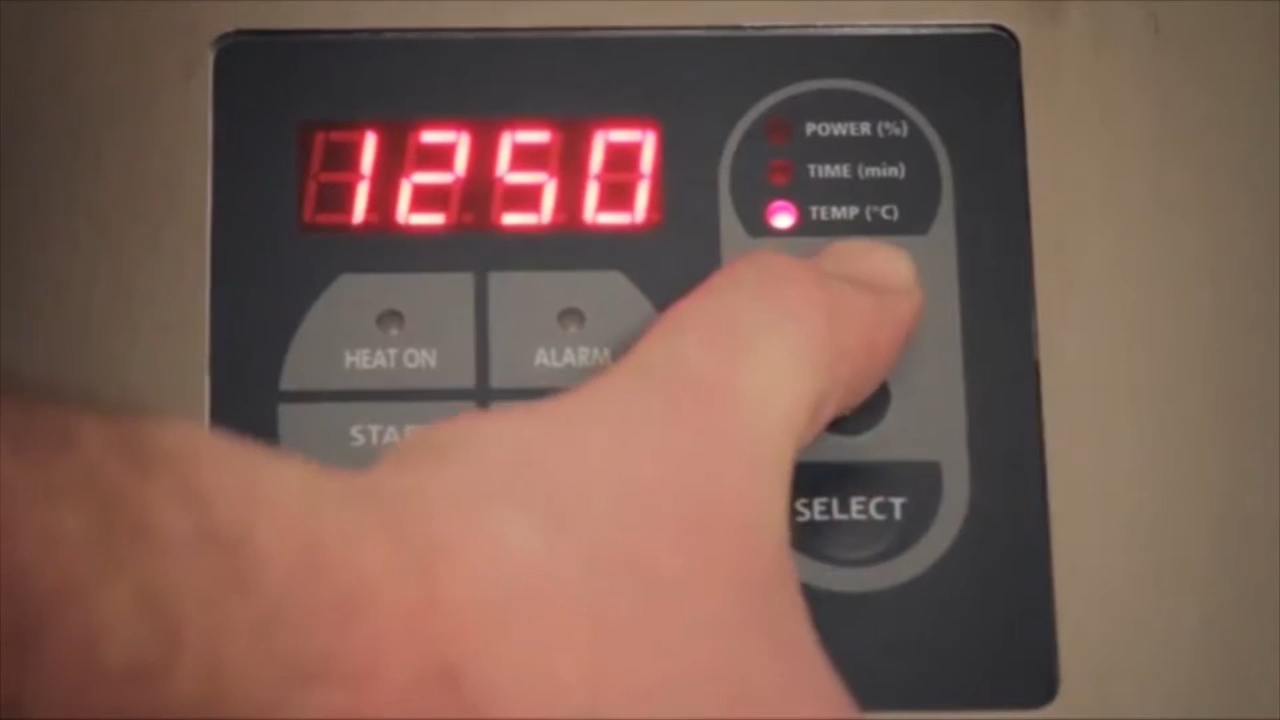 1250
POWER (%)
TIME (min)
TEMP (°C)
HEAT ON
ALARM
SELECT